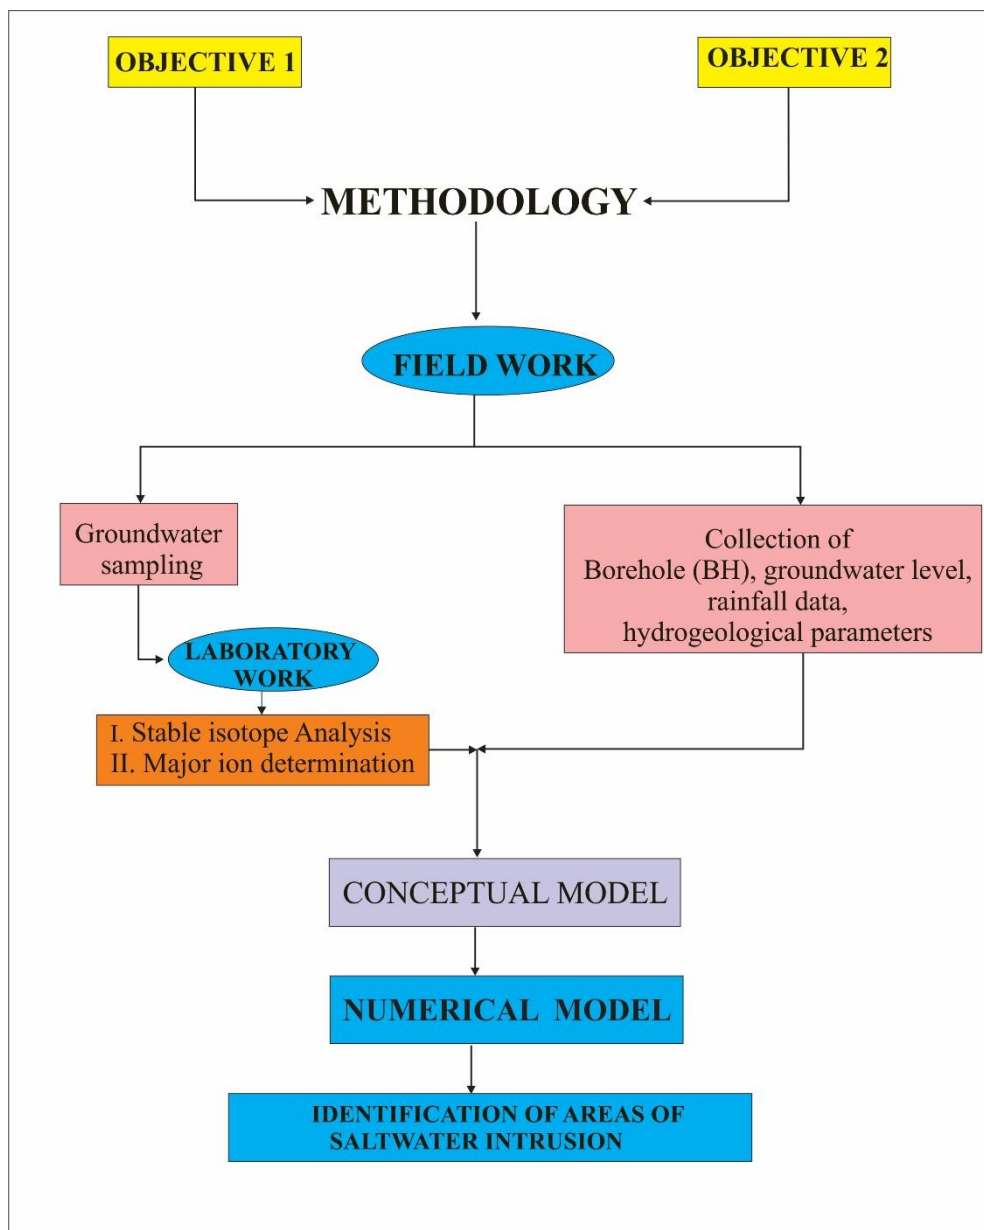 OBJECTIVE 1
OBJECTIVE 2
METHODOLOGY
FIELD WORK
Groundwater
sampling
Collection of
Borehole (BH), groundwater level,
rainfall data,
hydrogeological parameters
LABORATORY
WORK
I. Stable isotope Analysis
II. Major ion determination
CONCEPTUAL MODEL
NUMERICAL MODEL
IDENTIFICATION OF AREAS OF
SALTWATER INTRUSION